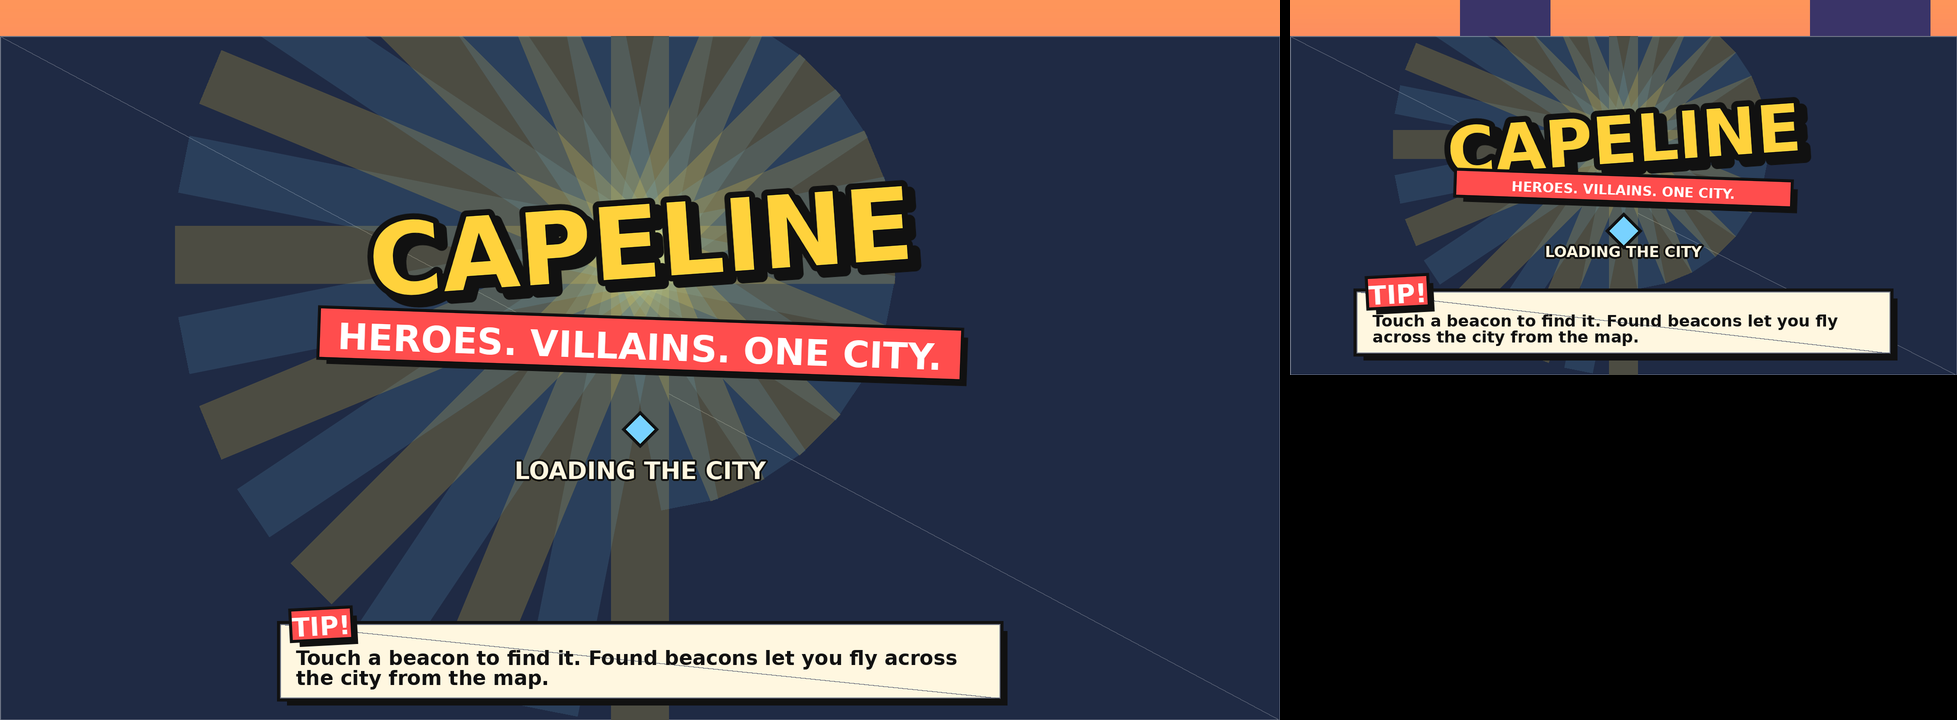 CAPELINE
HEROES. VILLAINS. ONE CITY.
LOADING THE CITY
TIP!
Touch a beacon to find it. Found beacons let you fly across
the city from the map.
CAPELINE
HEROES. VILLAINS. ONE CITY.
LOADING THE CITY
TIP!
Touch a beacon to find it. Found beacons let you fly
across the city from the map.